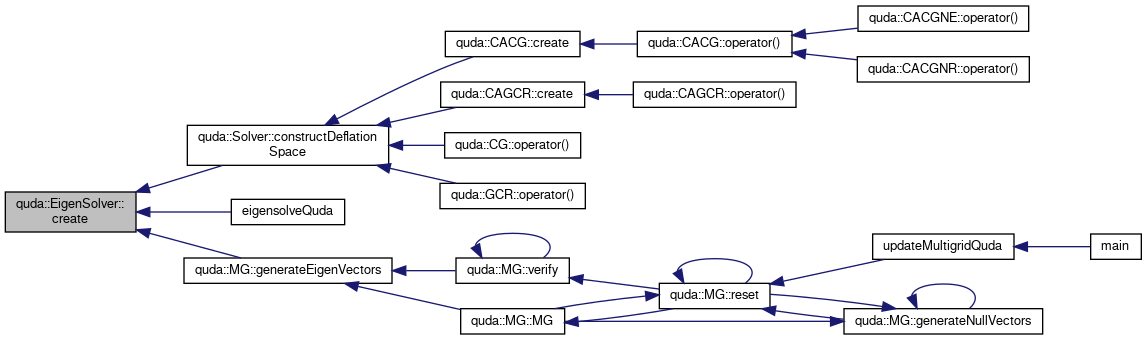 quda::CACGNE::operator()
quda::CACG::create
quda::CACG::operator()
quda::CACGNR::operator()
quda::CAGCR::create
quda::CAGCR::operator()
quda::Solver::constructDeflation
Space
quda::CG::operator()
quda::GCR::operator()
quda::EigenSolver::
create
eigensolveQuda
quda::MG::generateEigenVectors
quda::MG::verify
updateMultigridQuda
main
quda::MG::reset
quda::MG::MG
quda::MG::generateNullVectors